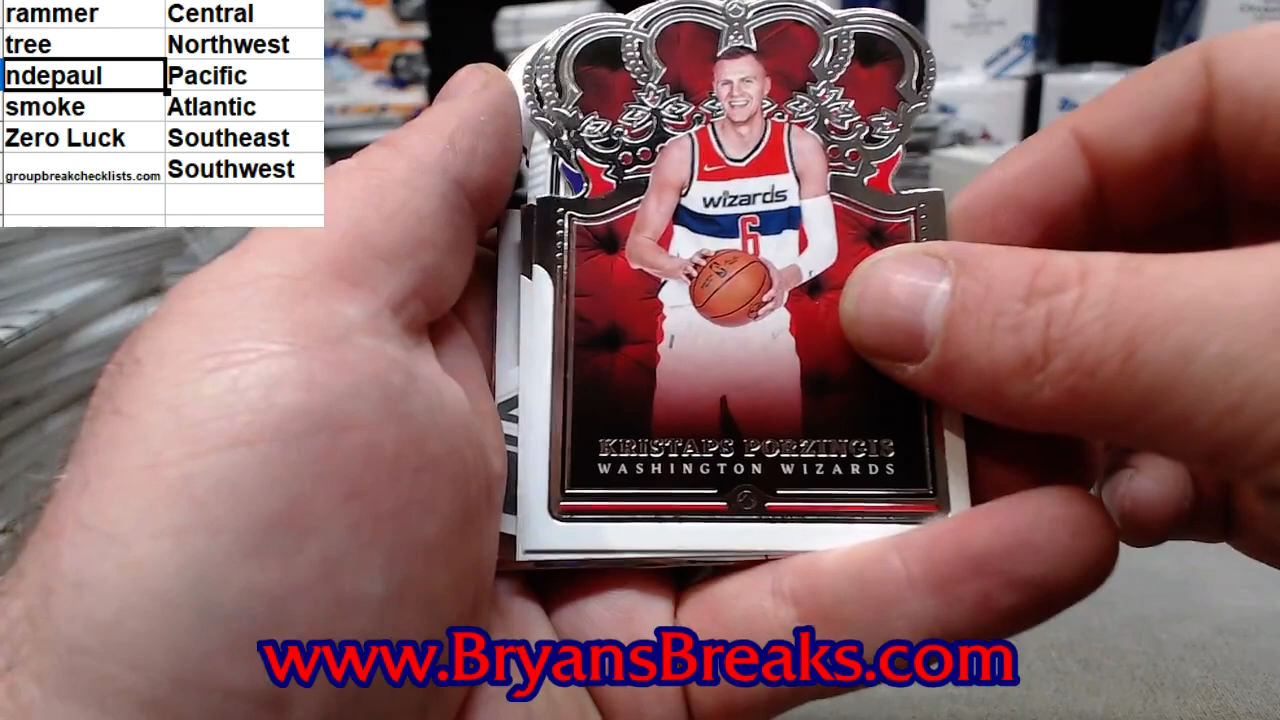 rammer Central
tree Northwest
ndepaul Pacific
smoke Atlantic
Zero Luck Southeast
groupbreakchecklists.com Southwest
wizards
6
KRISTAPS PORZINGIS
WASHINGTON WIZARDS
www.BryansBreaks.com